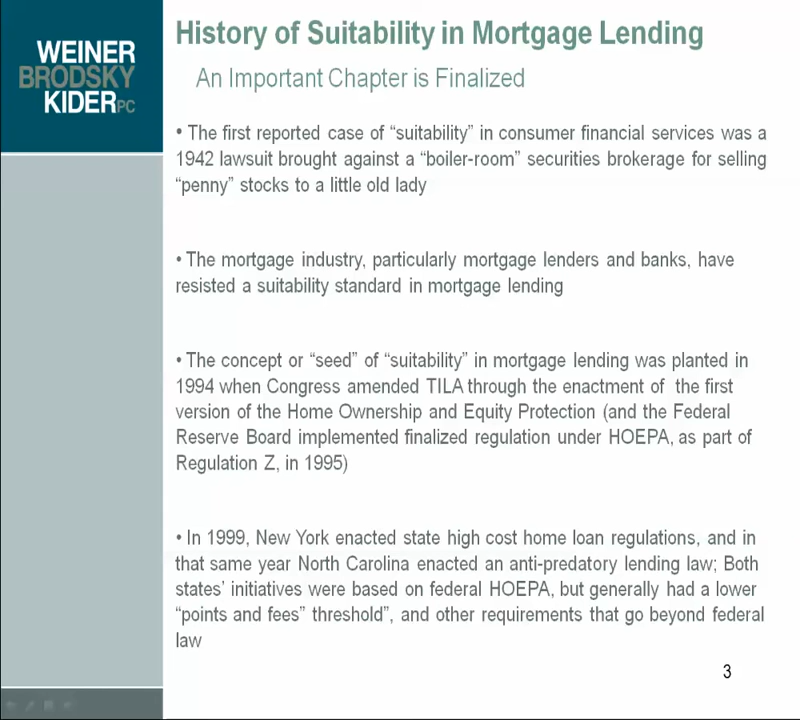 WEINER
BRODSKY
KIDER PC
History of Suitability in Mortgage Lending
An Important Chapter is Finalized
• The first reported case of “suitability” in consumer financial services was a
1942 lawsuit brought against a “boiler-room” securities brokerage for selling
“penny” stocks to a little old lady
• The mortgage industry, particularly mortgage lenders and banks, have
resisted a suitability standard in mortgage lending
• The concept or “seed” of “suitability” in mortgage lending was planted in
1994 when Congress amended TILA through the enactment of the first
version of the Home Ownership and Equity Protection (and the Federal
Reserve Board implemented finalized regulation under HOEPA, as part of
Regulation Z, in 1995)
• In 1999, New York enacted state high cost home loan regulations, and in
that same year North Carolina enacted an anti-predatory lending law; Both
states’ initiatives were based on federal HOEPA, but generally had a lower
“points and fees” threshold”, and other requirements that go beyond federal
law
3